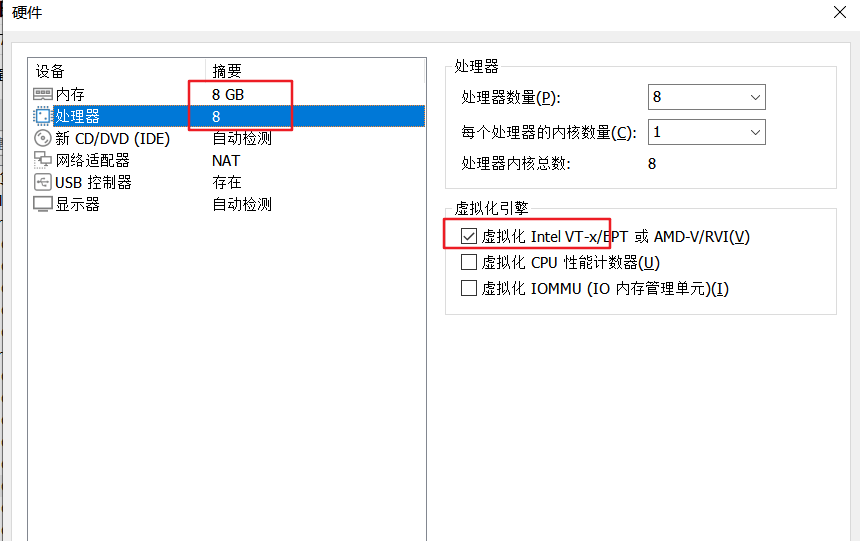 硬件
设备 摘要
内存 8 GB
处理器 8
新 CD/DVD (IDE) 自动检测
网络适配器 NAT
USB 控制器 存在
显示器 自动检测
处理器
处理器数量(P): 8
每个处理器的内核数量(C): 1
处理器内核总数: 8
虚拟化引擎
虚拟化 Intel VT-x/EPT 或 AMD-V/RVI(V)
虚拟化 CPU 性能计数器(U)
虚拟化 IOMMU (IO 内存管理单元)(I)